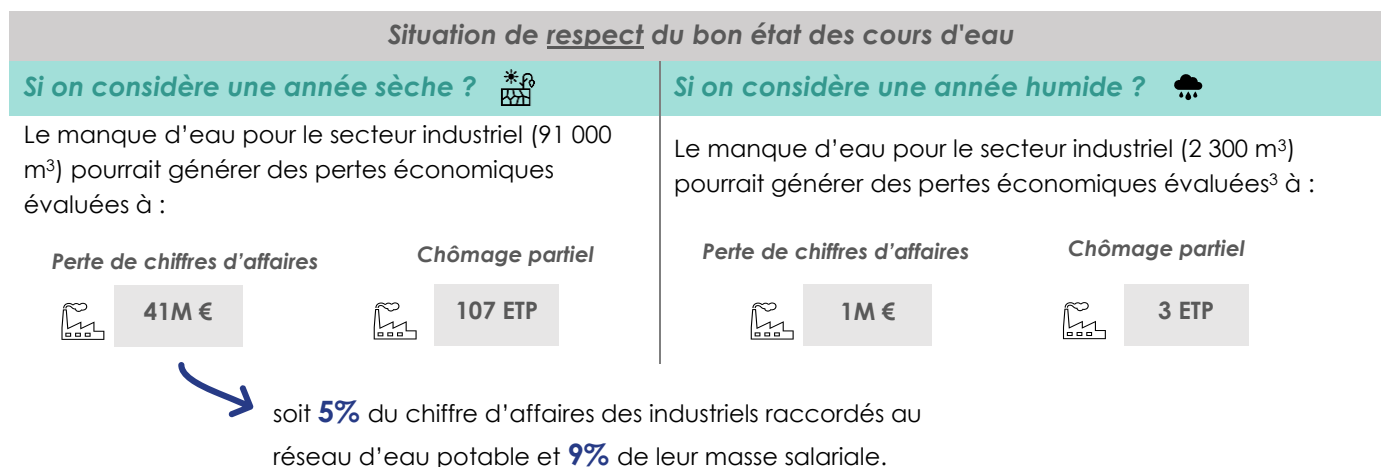 Situation de respect du bon état des cours d'eau
Si on considère une année sèche ?
Le manque d'eau pour le secteur industriel (91 000
m³) pourrait générer des pertes économiques
évaluées à :
Perte de chiffres d'affaires
Chômage partiel
41M €
107 ETP
Si on considère une année humide ?
Le manque d'eau pour le secteur industriel (2 300 m³)
pourrait générer des pertes économiques évaluées³ à :
Perte de chiffres d'affaires
Chômage partiel
1M €
3 ETP
soit 5% du chiffre d'affaires des industriels raccordés au
réseau d'eau potable et 9% de leur masse salariale.